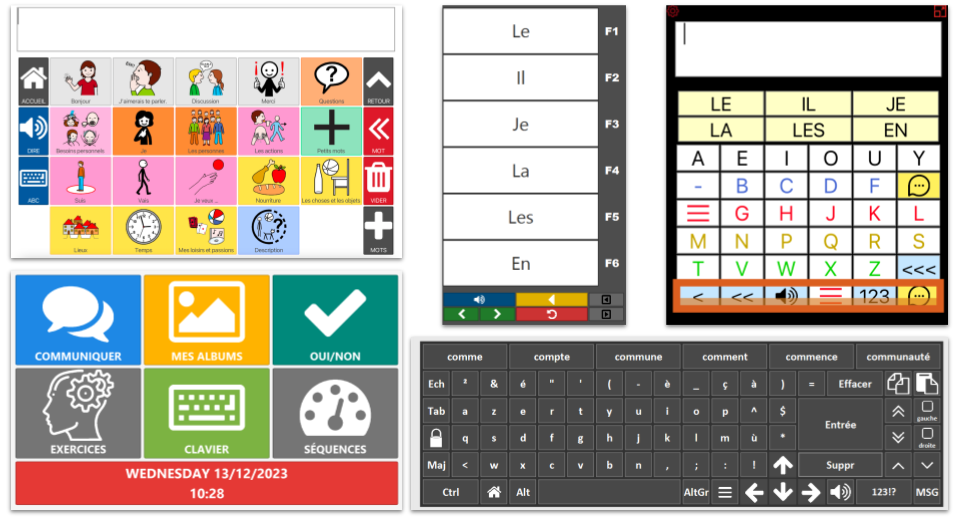 ACCUEIL Bonjour J'aimerais te parler. Discussion Merci Questions RETOUR
DIRE Besoins personnels Je Les personnes Les actions Petits mots MOT
ABC Suis Vais Je veux ... Nourriture Les choses et les objets VIDER
Lieux Temps Mes loisirs et passions Description MOTS
Le F1
Il F2
Je F3
La F4
Les F5
En F6
LE IL JE
LA LES EN
A E I O U Y
- B C D F
G H J K L
M N P Q R S
T V W X Z <<<
< << 123
COMMUNIQUER MES ALBUMS OUI/NON
EXERCICES CLAVIER SÉQUENCES
WEDNESDAY 13/12/2023
10:28
comme compte commune comment commence communauté
Ech ² & é " ' ( - è _ ç à ) = Effacer
Tab a z e r t y u i o p ^ $ Entrée gauche
q s d f g h j k l m ù * droite
Maj < w x c v b n , ; : ! Suppr
Ctrl Alt AltGr 123!? MSG